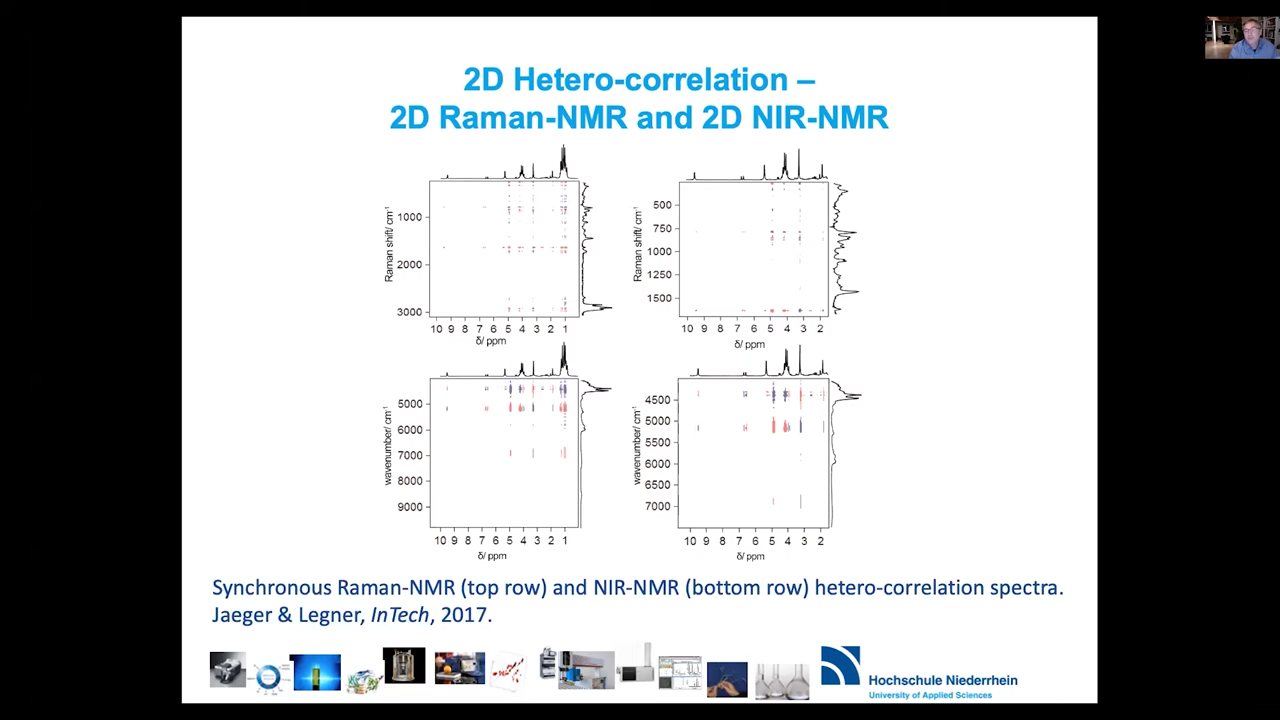 2D Hetero-correlation –
2D Raman-NMR and 2D NIR-NMR
Raman shift/ cm⁻¹
1000
2000
3000
10 9 8 7 6 5 4 3 2 1
δ/ ppm
Raman shift/ cm⁻¹
500
750
1000
1250
1500
10 9 8 7 6 5 4 3 2
δ/ ppm
wavenumber/ cm⁻¹
5000
6000
7000
8000
9000
10 9 8 7 6 5 4 3 2 1
δ/ ppm
wavenumber/ cm⁻¹
4500
5000
5500
6000
6500
7000
10 9 8 7 6 5 4 3 2
δ/ ppm
Synchronous Raman-NMR (top row) and NIR-NMR (bottom row) hetero-correlation spectra.
Jaeger & Legner, InTech, 2017.
Hochschule Niederrhein
University of Applied Sciences